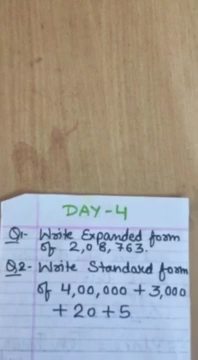 DAY-4
Q1- Write Expanded form
of 2,08,763.
Q2- Write Standard form
of 4,00,000 + 3,000
+ 20 + 5